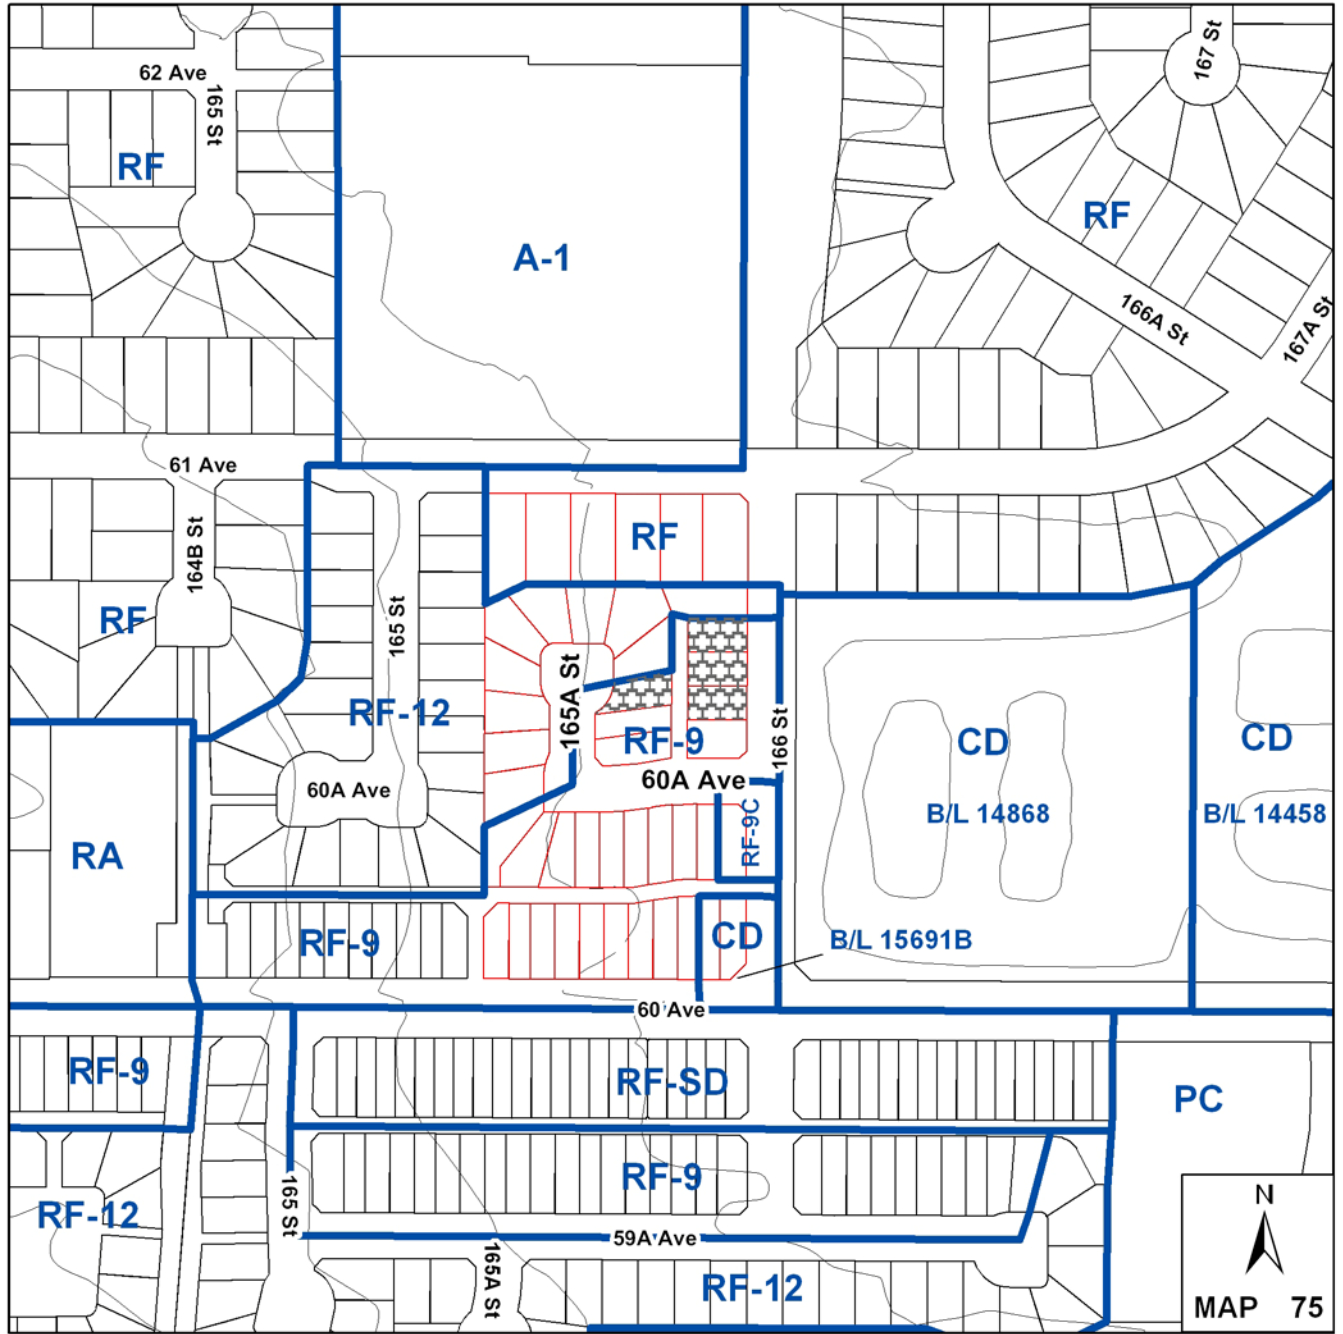 167 St
62 Ave
165 St
RF
RF
A-1
166A St
167A St
61 Ave
164B St
RF
RF
165 St
165A St
RF-12
RF-9
166 St
CD
CD
60A Ave
60A Ave
RF-9C
B/L 14868
B/L 14458
RA
RF-9
CD
B/L 15691B
60 Ave
RF-9
RF-SD
PC
RF-9
165 St
RF-12
59A Ave
165A St
RF-12
N
MAP 75